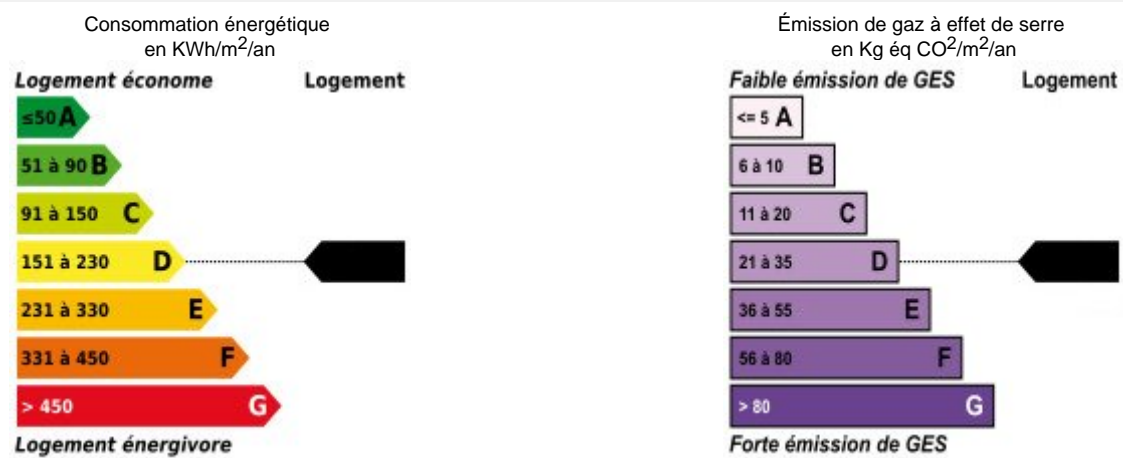 Consommation énergétique
en KWh/m2/an
Logement économe Logement
≤50 A
51 à 90 B
91 à 150 C
151 à 230 D
231 à 330 E
331 à 450 F
> 450 G
Logement énergivore
Émission de gaz à effet de serre
en Kg éq CO2/m2/an
Faible émission de GES Logement
<= 5 A
6 à 10 B
11 à 20 C
21 à 35 D
36 à 55 E
56 à 80 F
> 80 G
Forte émission de GES